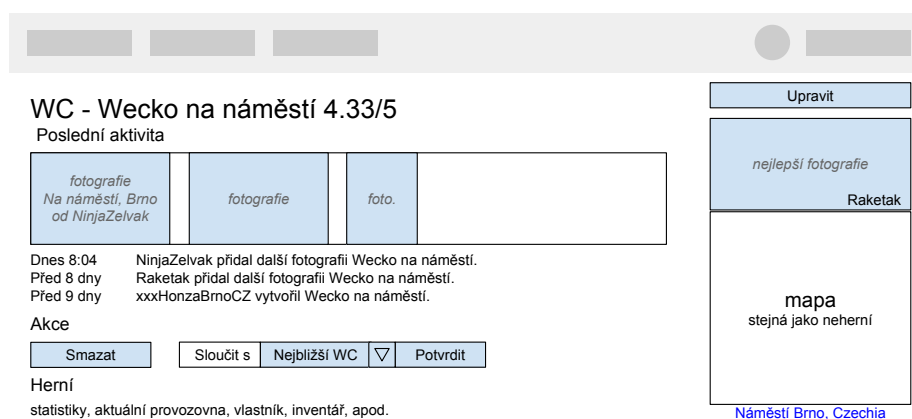 WC - Wecko na náměstí 4.33/5
Poslední aktivita
fotografie
Na náměstí, Brno
od NinjaZelvak
fotografie
foto.
Dnes 8:04 NinjaZelvak přidal další fotografii Wecko na náměstí.
Před 8 dny Raketak přidal další fotografii Wecko na náměstí.
Před 9 dny xxxHonzaBrnoCZ vytvořil Wecko na náměstí.
Akce
Smazat Sloučit s Nejbližší WC Potvrdit
Herní
statistiky, aktuální provozovna, vlastník, inventář, apod.
Upravit
nejlepší fotografie
Raketak
mapa
stejná jako neherní
Náměstí Brno, Czechia